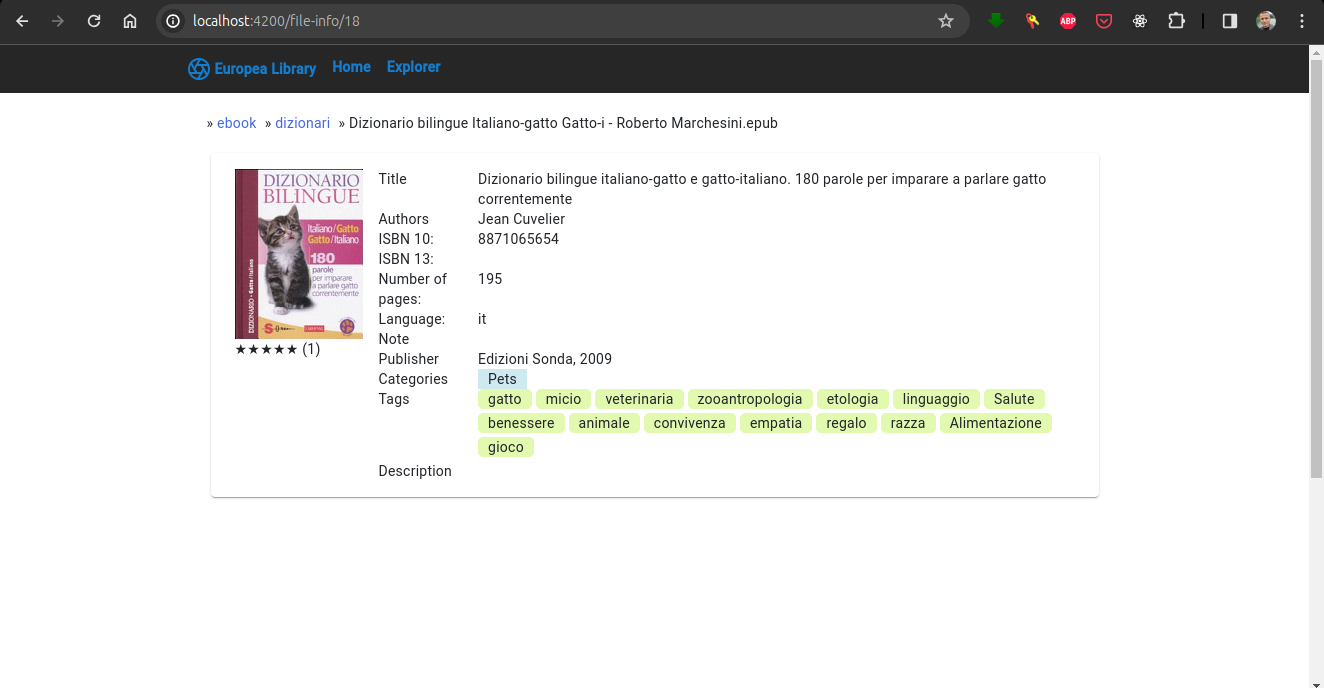 localhost:4200/file-info/18
ABP
Europea Library Home Explorer
» ebook » dizionari » Dizionario bilingue Italiano-gatto Gatto-i - Roberto Marchesini.epub
DIZIONARIO
BILINGUE
Italiano/Gatto
Gatto/Italiano
180
parole
per imparare
a parlare gatto
correntemente
DIZIONARIO - Gatto/Italiano
★★★★★ (1)
Title Dizionario bilingue italiano-gatto e gatto-italiano. 180 parole per imparare a parlare gatto
correntemente
Authors Jean Cuvelier
ISBN 10: 8871065654
ISBN 13:
Number of 195
pages:
Language: it
Note
Publisher Edizioni Sonda, 2009
Categories Pets
Tags gatto micio veterinaria zooantropologia etologia linguaggio Salute
benessere animale convivenza empatia regalo razza Alimentazione
gioco
Description